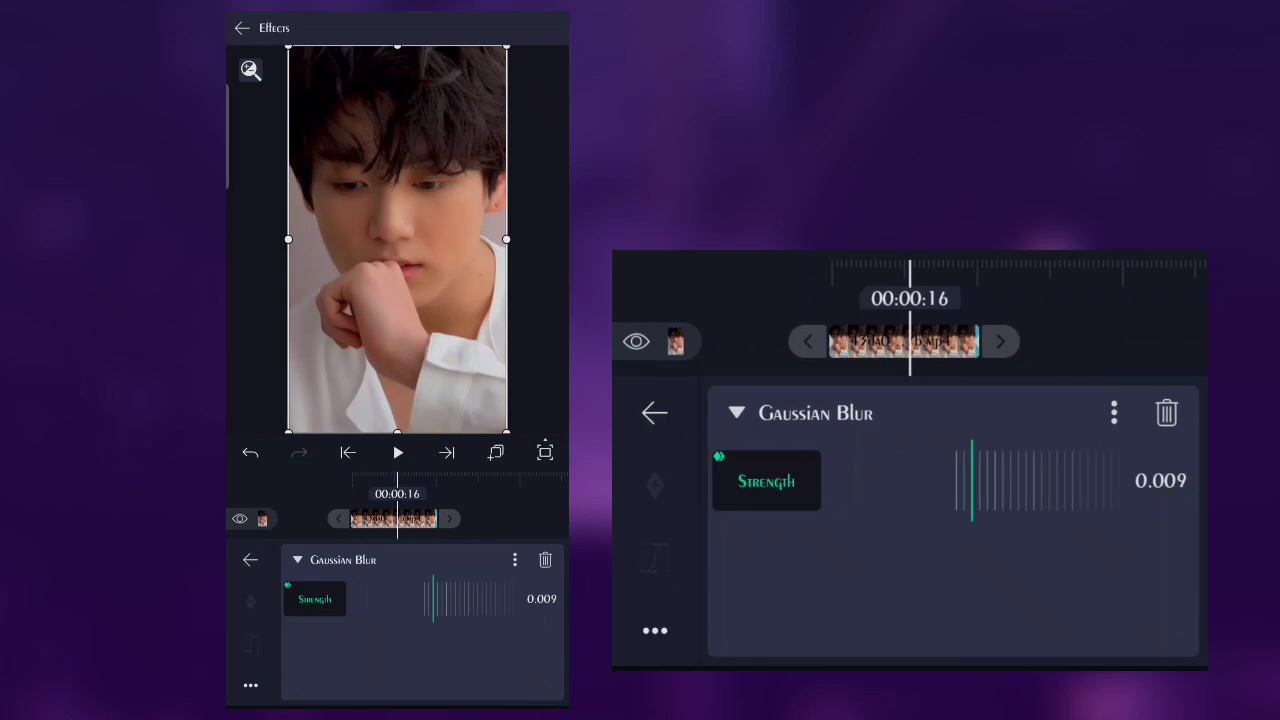 Effects
00:00:16
Gaussian Blur
Strength
0.009
00:00:16
Gaussian Blur
Strength
0.009